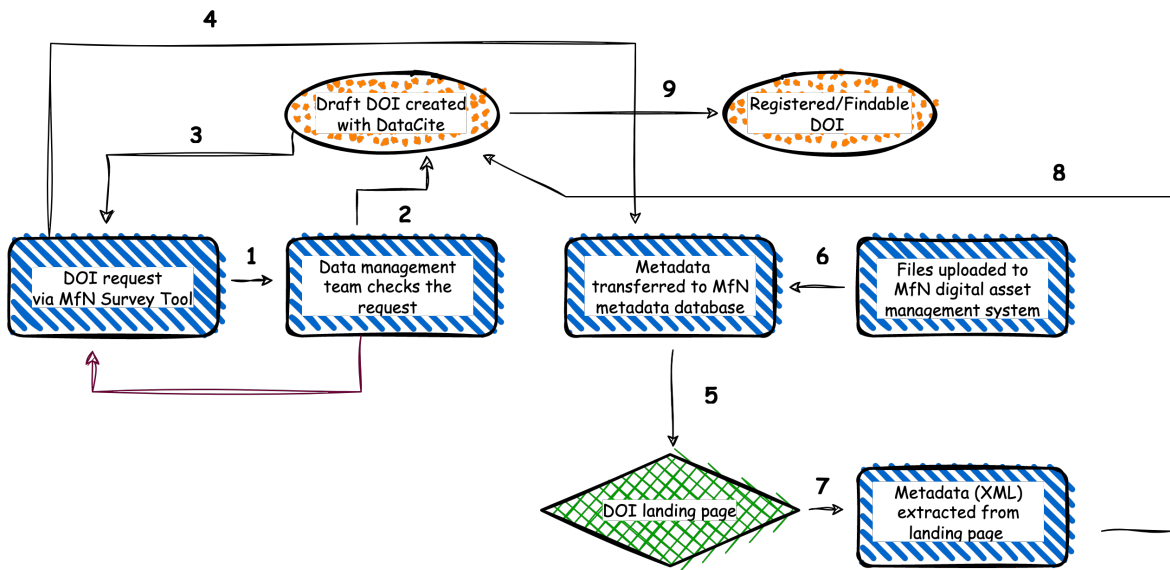 4
Draft DOI created
with DataCite
9
Registered/Findable
DOI
3
8
2
1
DOI request
via MfN Survey Tool
Data management
team checks the
request
Metadata
transferred to MfN
metadata database
6
Files uploaded to
MfN digital asset
management system
5
DOI landing page
7
Metadata (XML)
extracted from
landing page